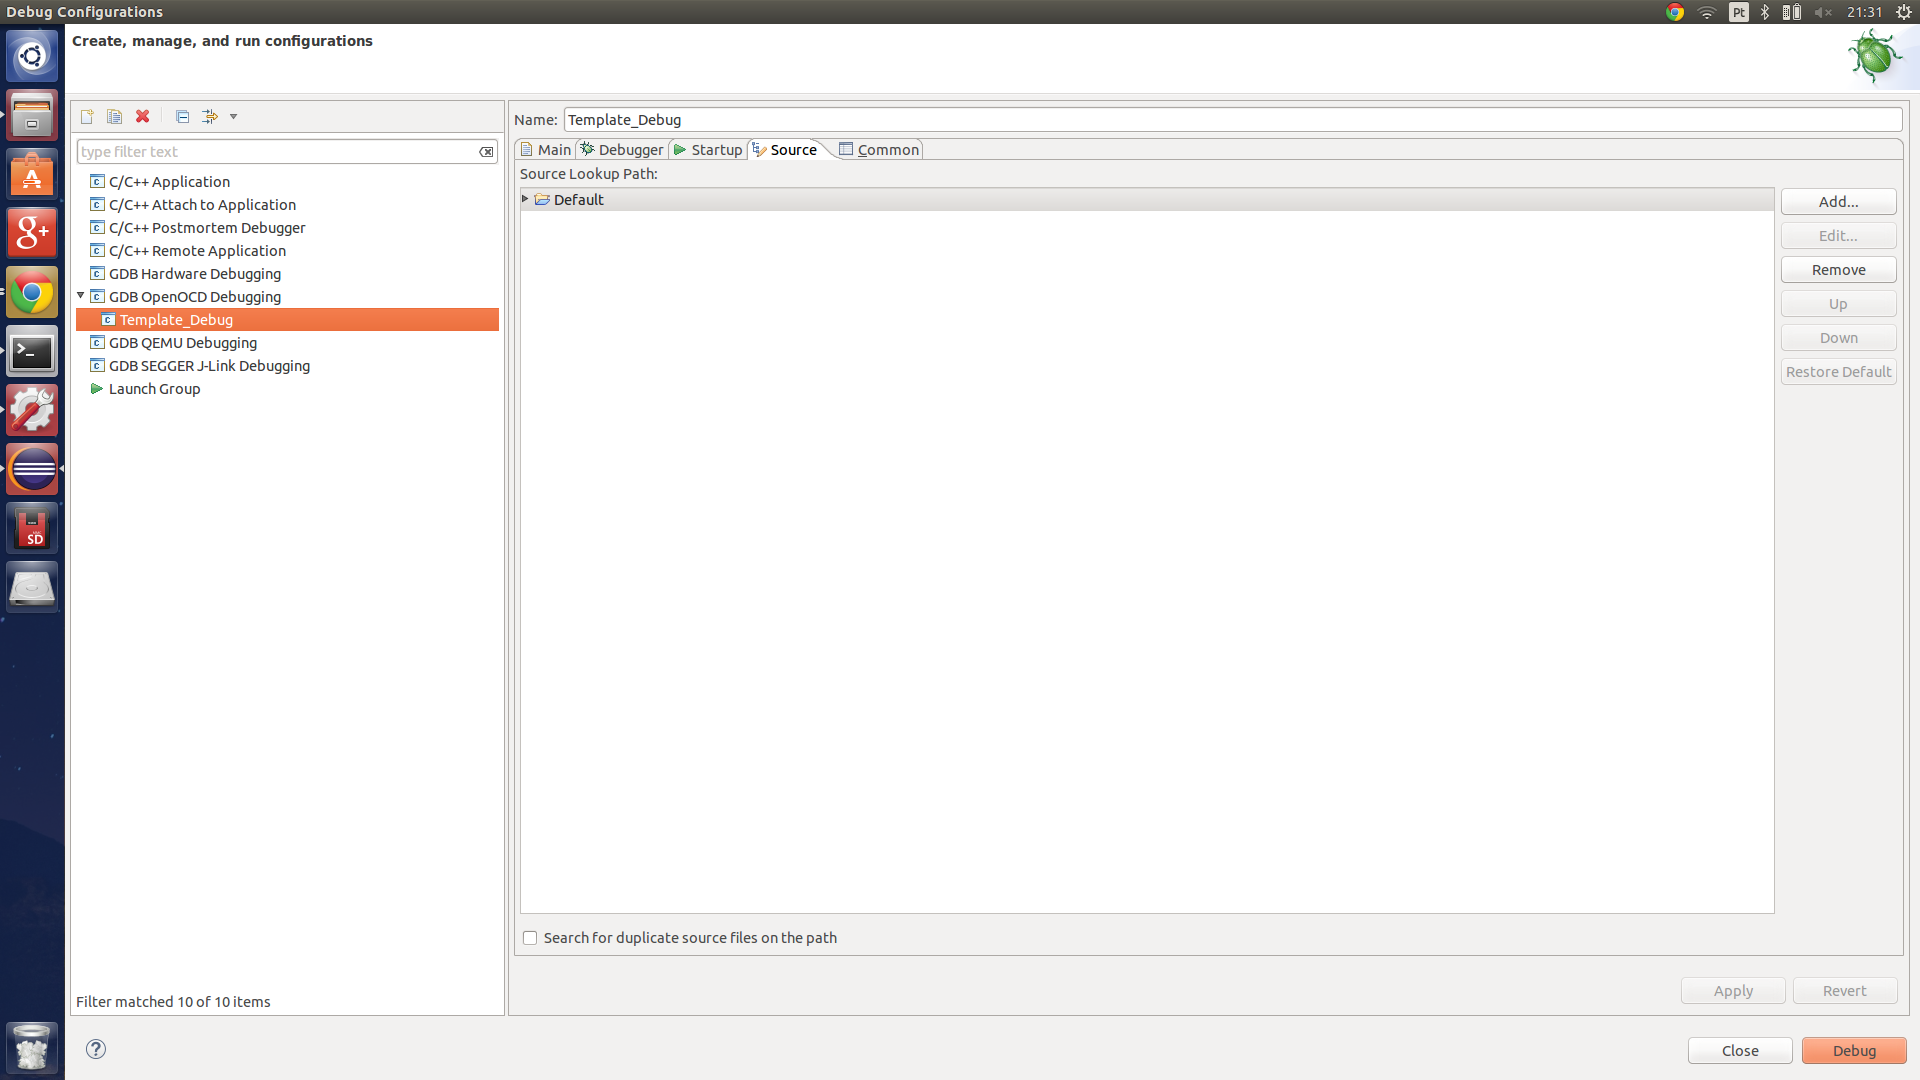 Debug Configurations
Pt
21:31
Create, manage, and run configurations
type filter text
C/C++ Application
C/C++ Attach to Application
C/C++ Postmortem Debugger
C/C++ Remote Application
GDB Hardware Debugging
GDB OpenOCD Debugging
Template_Debug
GDB QEMU Debugging
GDB SEGGER J-Link Debugging
Launch Group
Filter matched 10 of 10 items
Name: Template_Debug
Main Debugger Startup Source Common
Source Lookup Path:
Default
Add...
Edit...
Remove
Up
Down
Restore Default
Search for duplicate source files on the path
Apply Revert
? Close Debug
g+
>_
SD